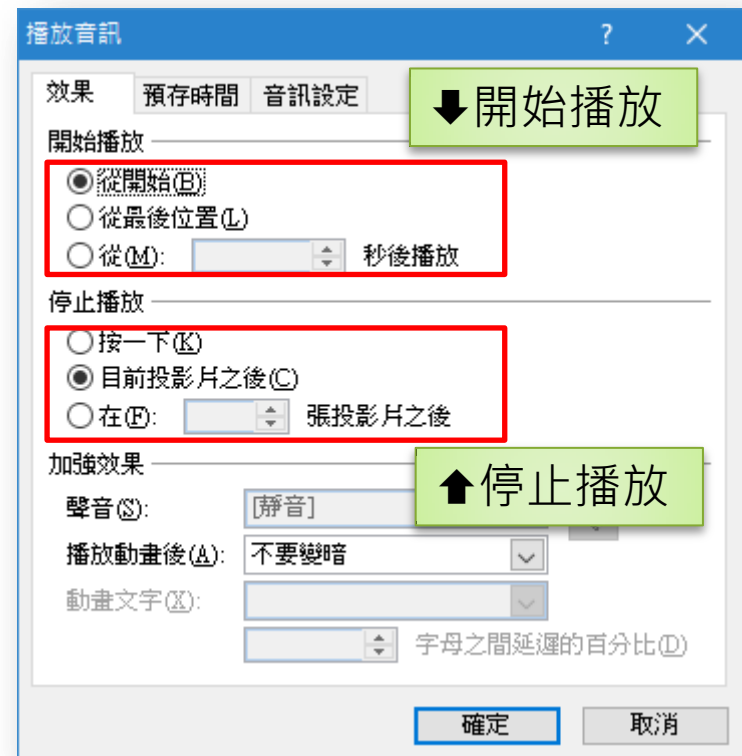 播放音訊 ? ×
效果 預存時間 音訊設定
⬇開始播放
開始播放
從開始(B)
從最後位置(L)
從(M): 秒後播放
停止播放
按一下(K)
目前投影片之後(C)
在(F): 張投影片之後
⬆停止播放
加強效果
聲音(S): [靜音]
播放動畫後(A): 不要變暗
動畫文字(X):
字母之間延遲的百分比(D)
確定 取消